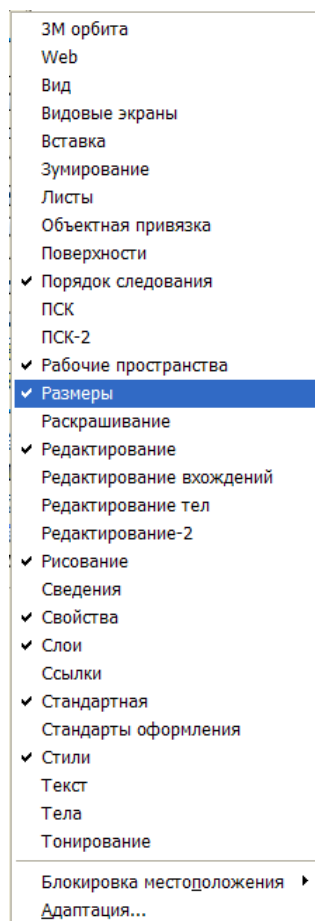 3М орбита
Web
Вид
Видовые экраны
Вставка
Зумирование
Листы
Объектная привязка
Поверхности
Порядок следования
ПСК
ПСК-2
Рабочие пространства
Размеры
Раскрашивание
Редактирование
Редактирование вхождений
Редактирование тел
Редактирование-2
Рисование
Сведения
Свойства
Слои
Ссылки
Стандартная
Стандарты оформления
Стили
Текст
Тела
Тонирование
Блокировка местоположения
Адаптация...